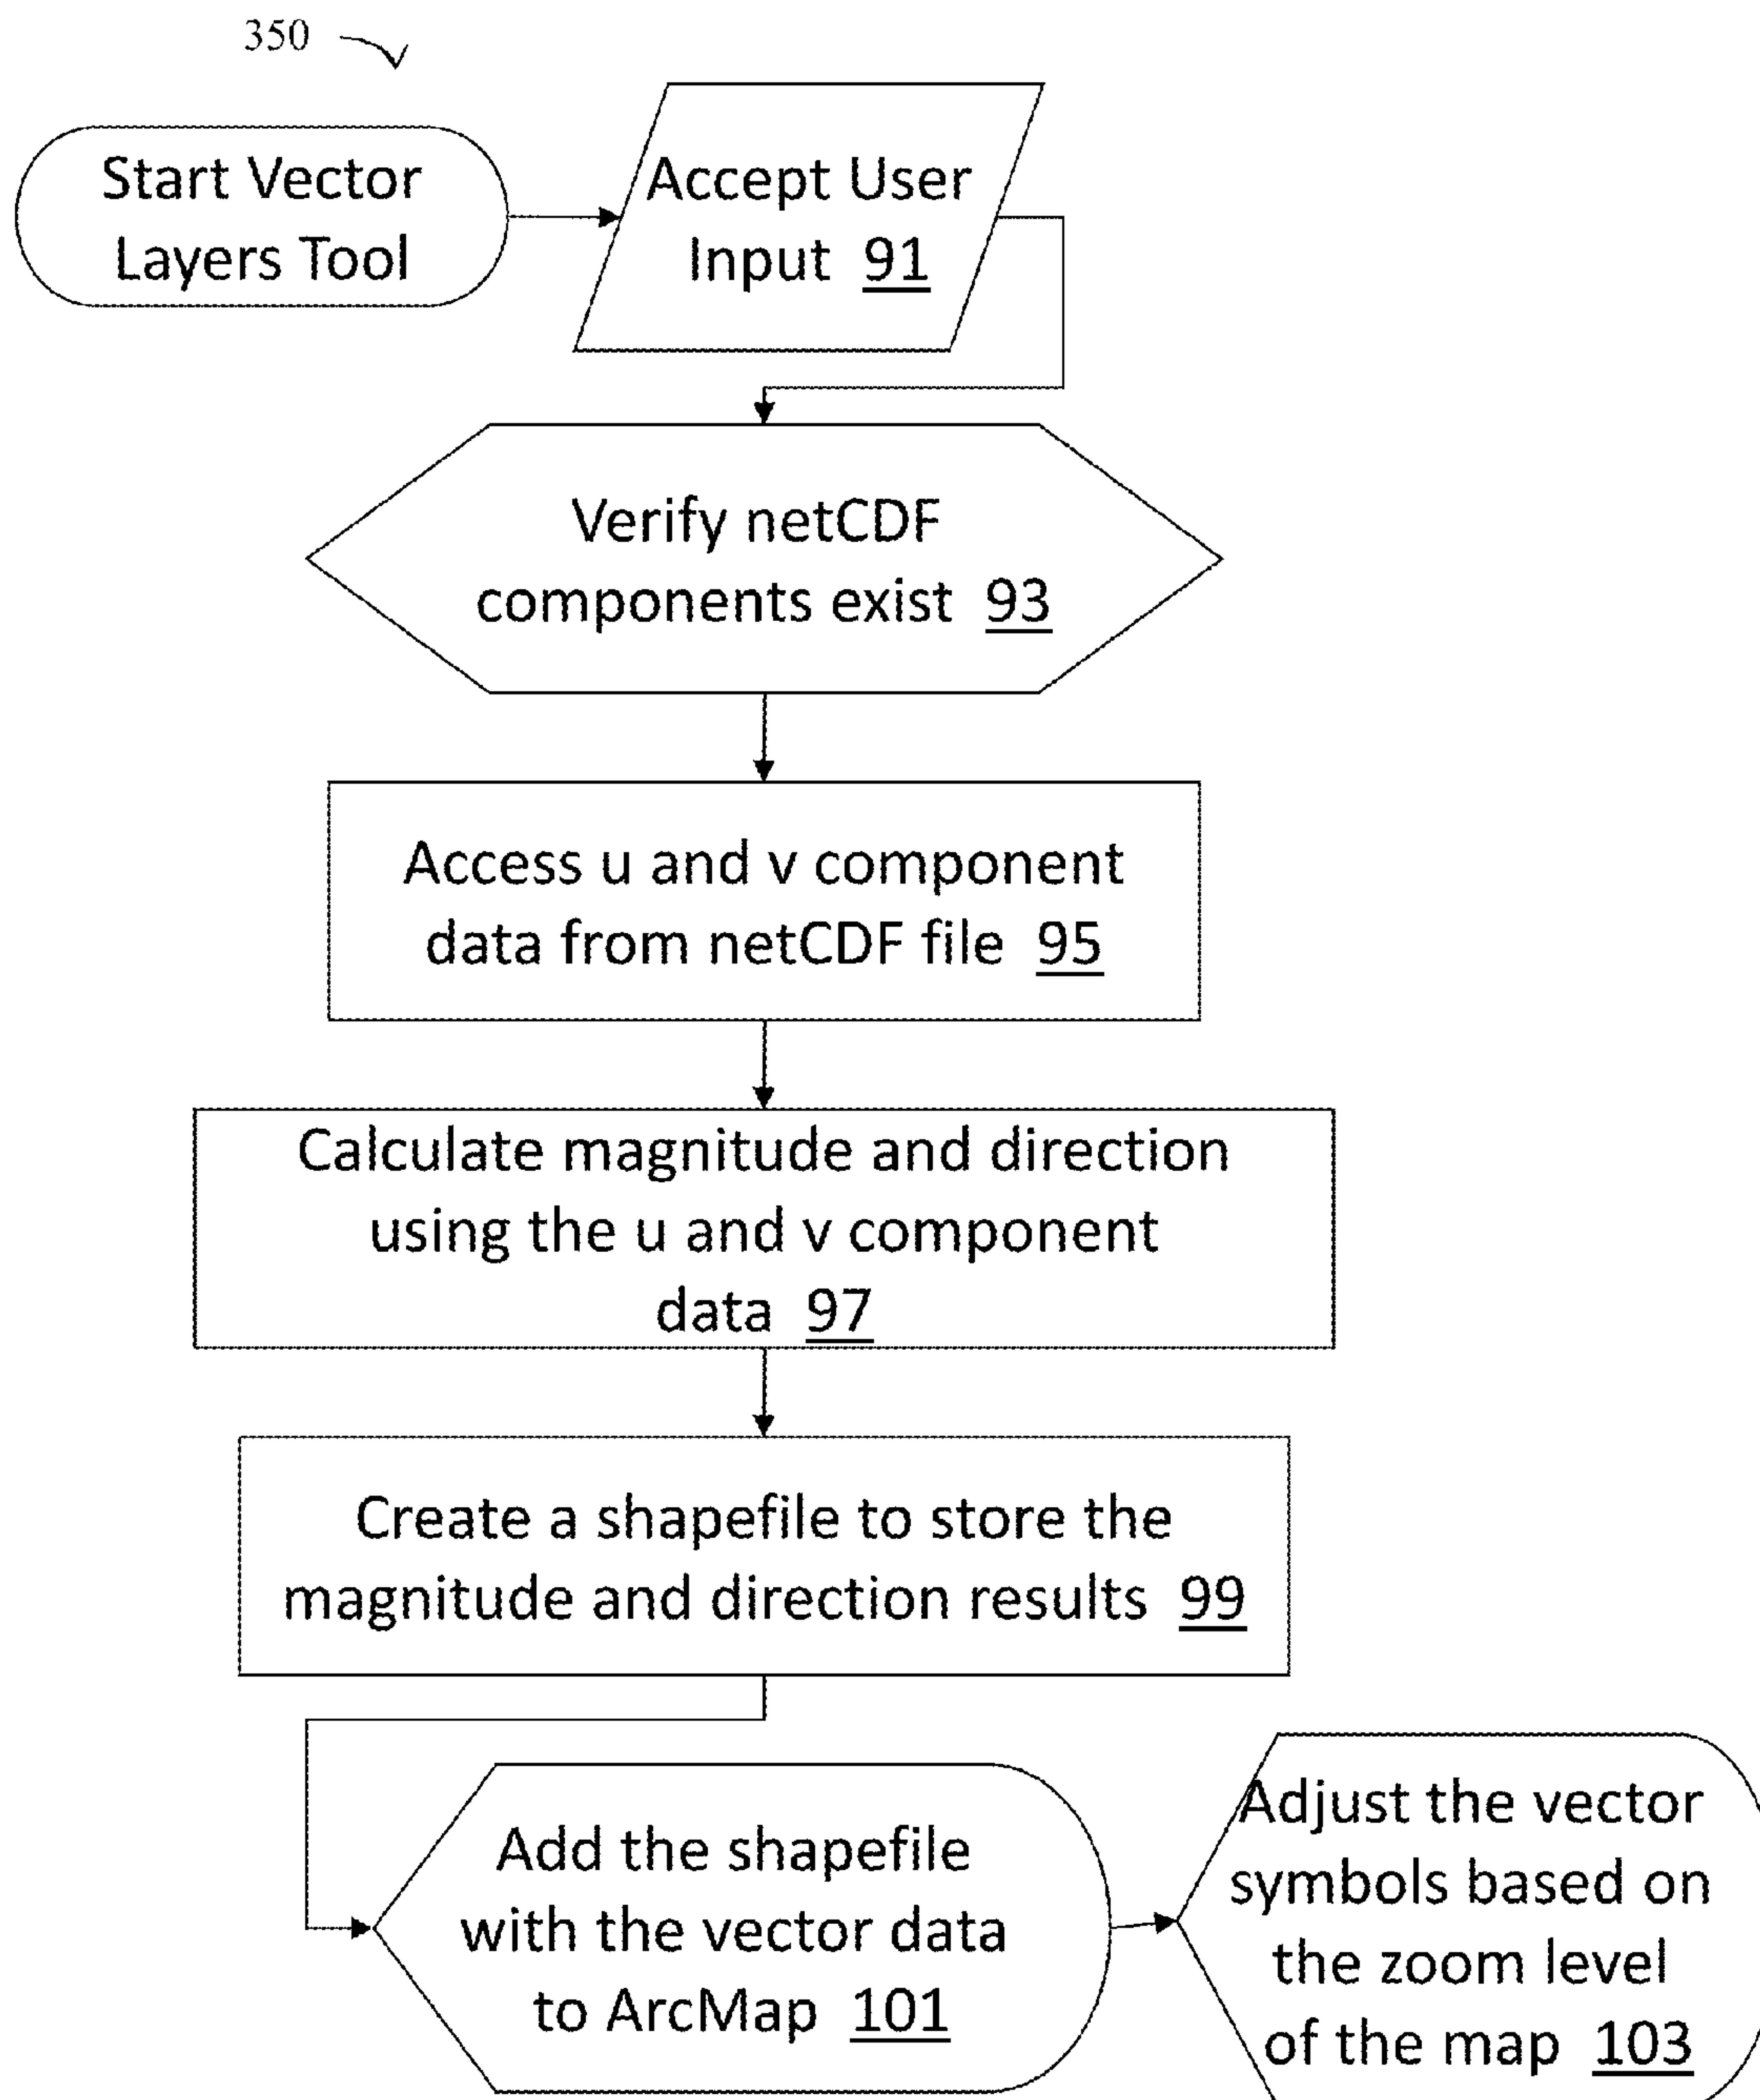 350
Start Vector
Layers Tool
Accept User
Input 91
Verify netCDF
components exist 93
Access u and v component
data from netCDF file 95
Calculate magnitude and direction
using the u and v component
data 97
Create a shapefile to store the
magnitude and direction results 99
Add the shapefile
with the vector data
to ArcMap 101
Adjust the vector
symbols based on
the zoom level
of the map 103